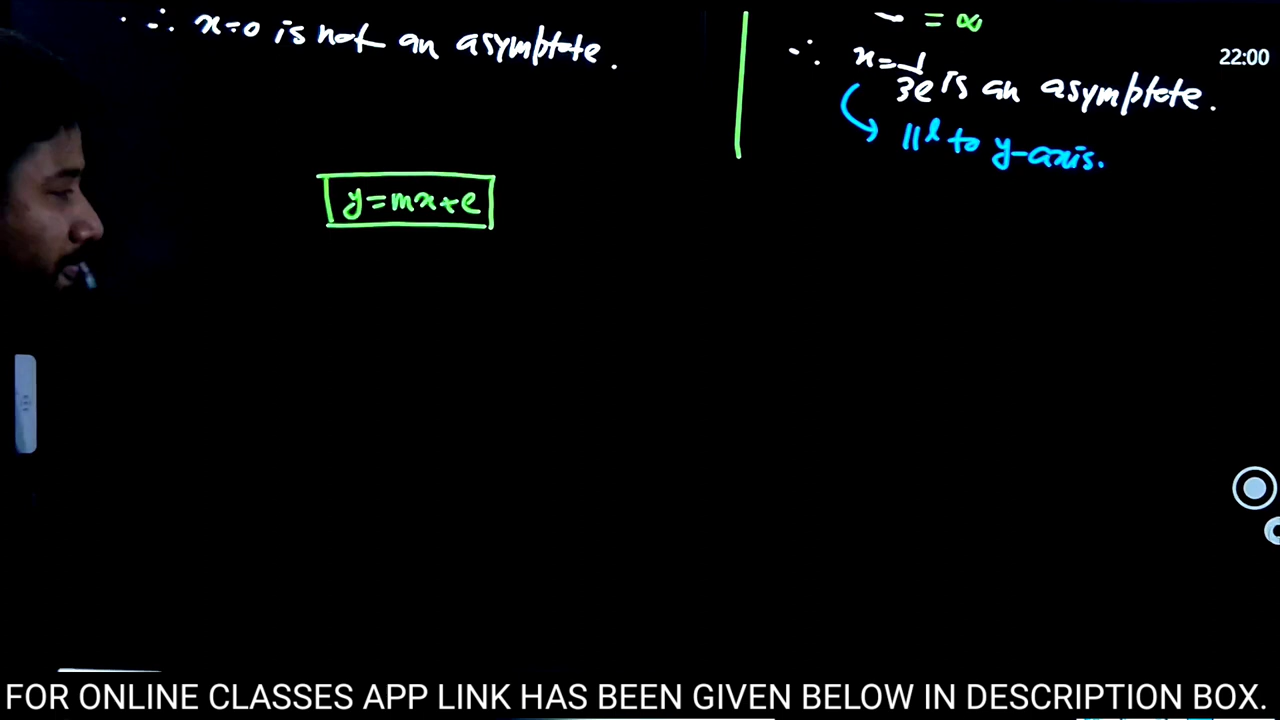 ∴ x=0 is not an asymptote.
= ∞
∴ x = 1/3e is an asymptote.
||l to y-axis.
y=mx+c
22:00
FOR ONLINE CLASSES APP LINK HAS BEEN GIVEN BELOW IN DESCRIPTION BOX.